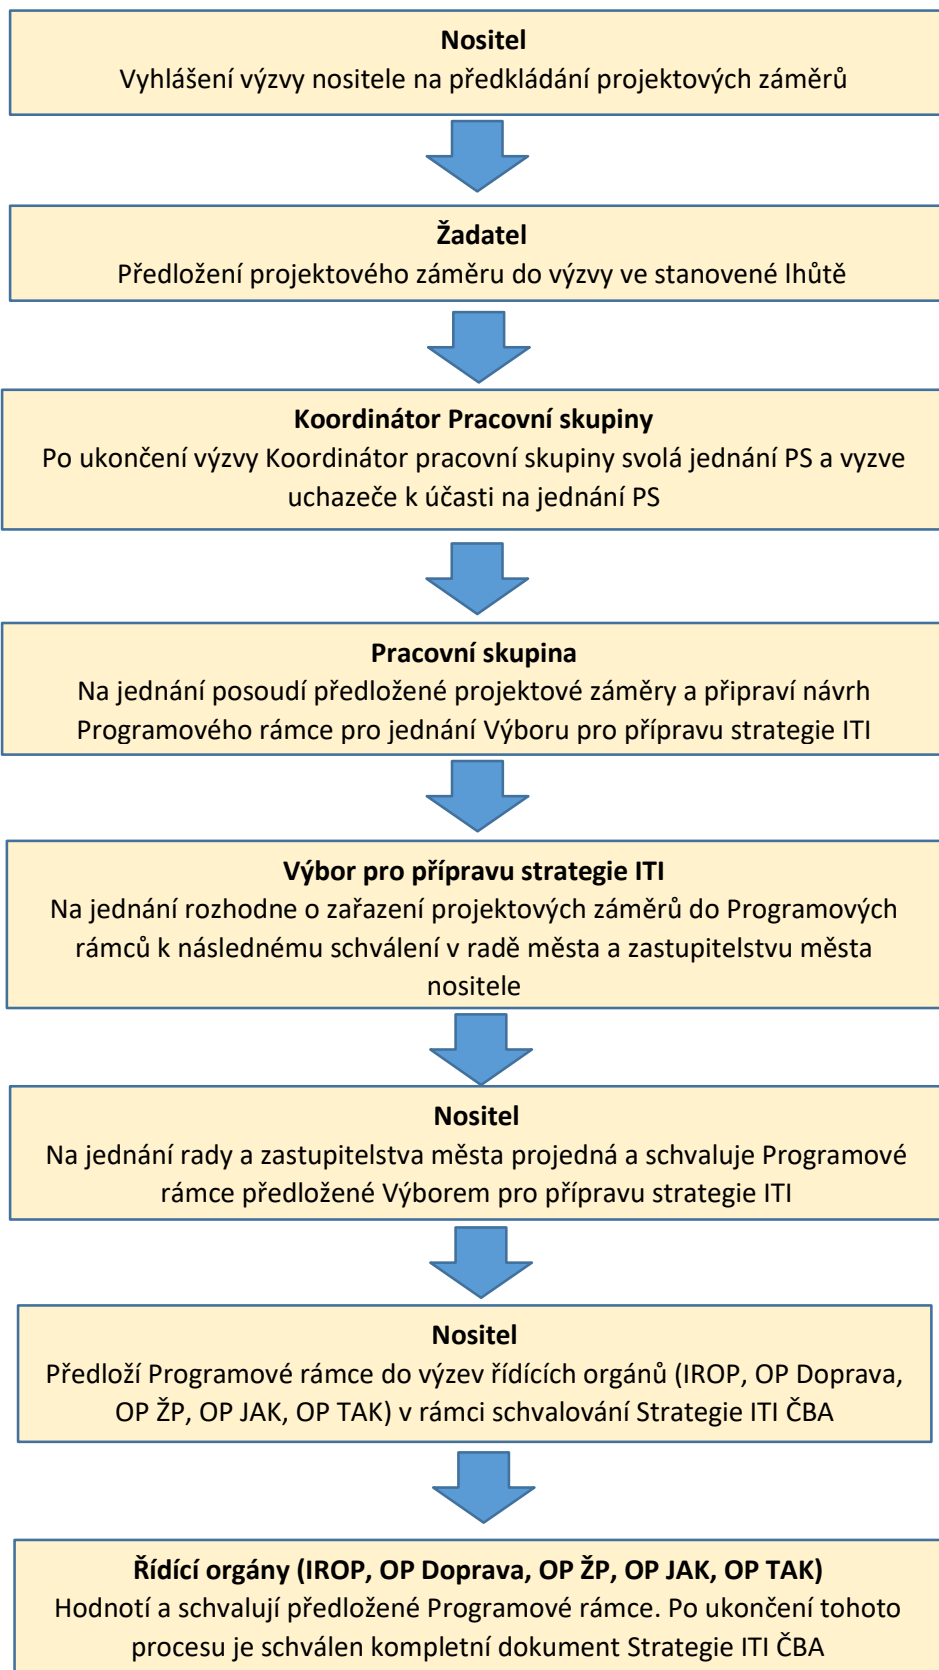 Nositel
Vyhlášení výzvy nositele na předkládání projektových záměrů
Žadatel
Předložení projektového záměru do výzvy ve stanovené lhůtě
Koordinátor Pracovní skupiny
Po ukončení výzvy Koordinátor pracovní skupiny svolá jednání PS a vyzve
uchazeče k účasti na jednání PS
Pracovní skupina
Na jednání posoudí předložené projektové záměry a připraví návrh
Programového rámce pro jednání Výboru pro přípravu strategie ITI
Výbor pro přípravu strategie ITI
Na jednání rozhodne o zařazení projektových záměrů do Programových
rámců k následnému schválení v radě města a zastupitelstvu města
nositele
Nositel
Na jednání rady a zastupitelstva města projedná a schvaluje Programové
rámce předložené Výborem pro přípravu strategie ITI
Nositel
Předloží Programové rámce do výzev řídících orgánů (IROP, OP Doprava,
OP ŽP, OP JAK, OP TAK) v rámci schvalování Strategie ITI ČBA
Řídící orgány (IROP, OP Doprava, OP ŽP, OP JAK, OP TAK)
Hodnotí a schvalují předložené Programové rámce. Po ukončení tohoto
procesu je schválen kompletní dokument Strategie ITI ČBA